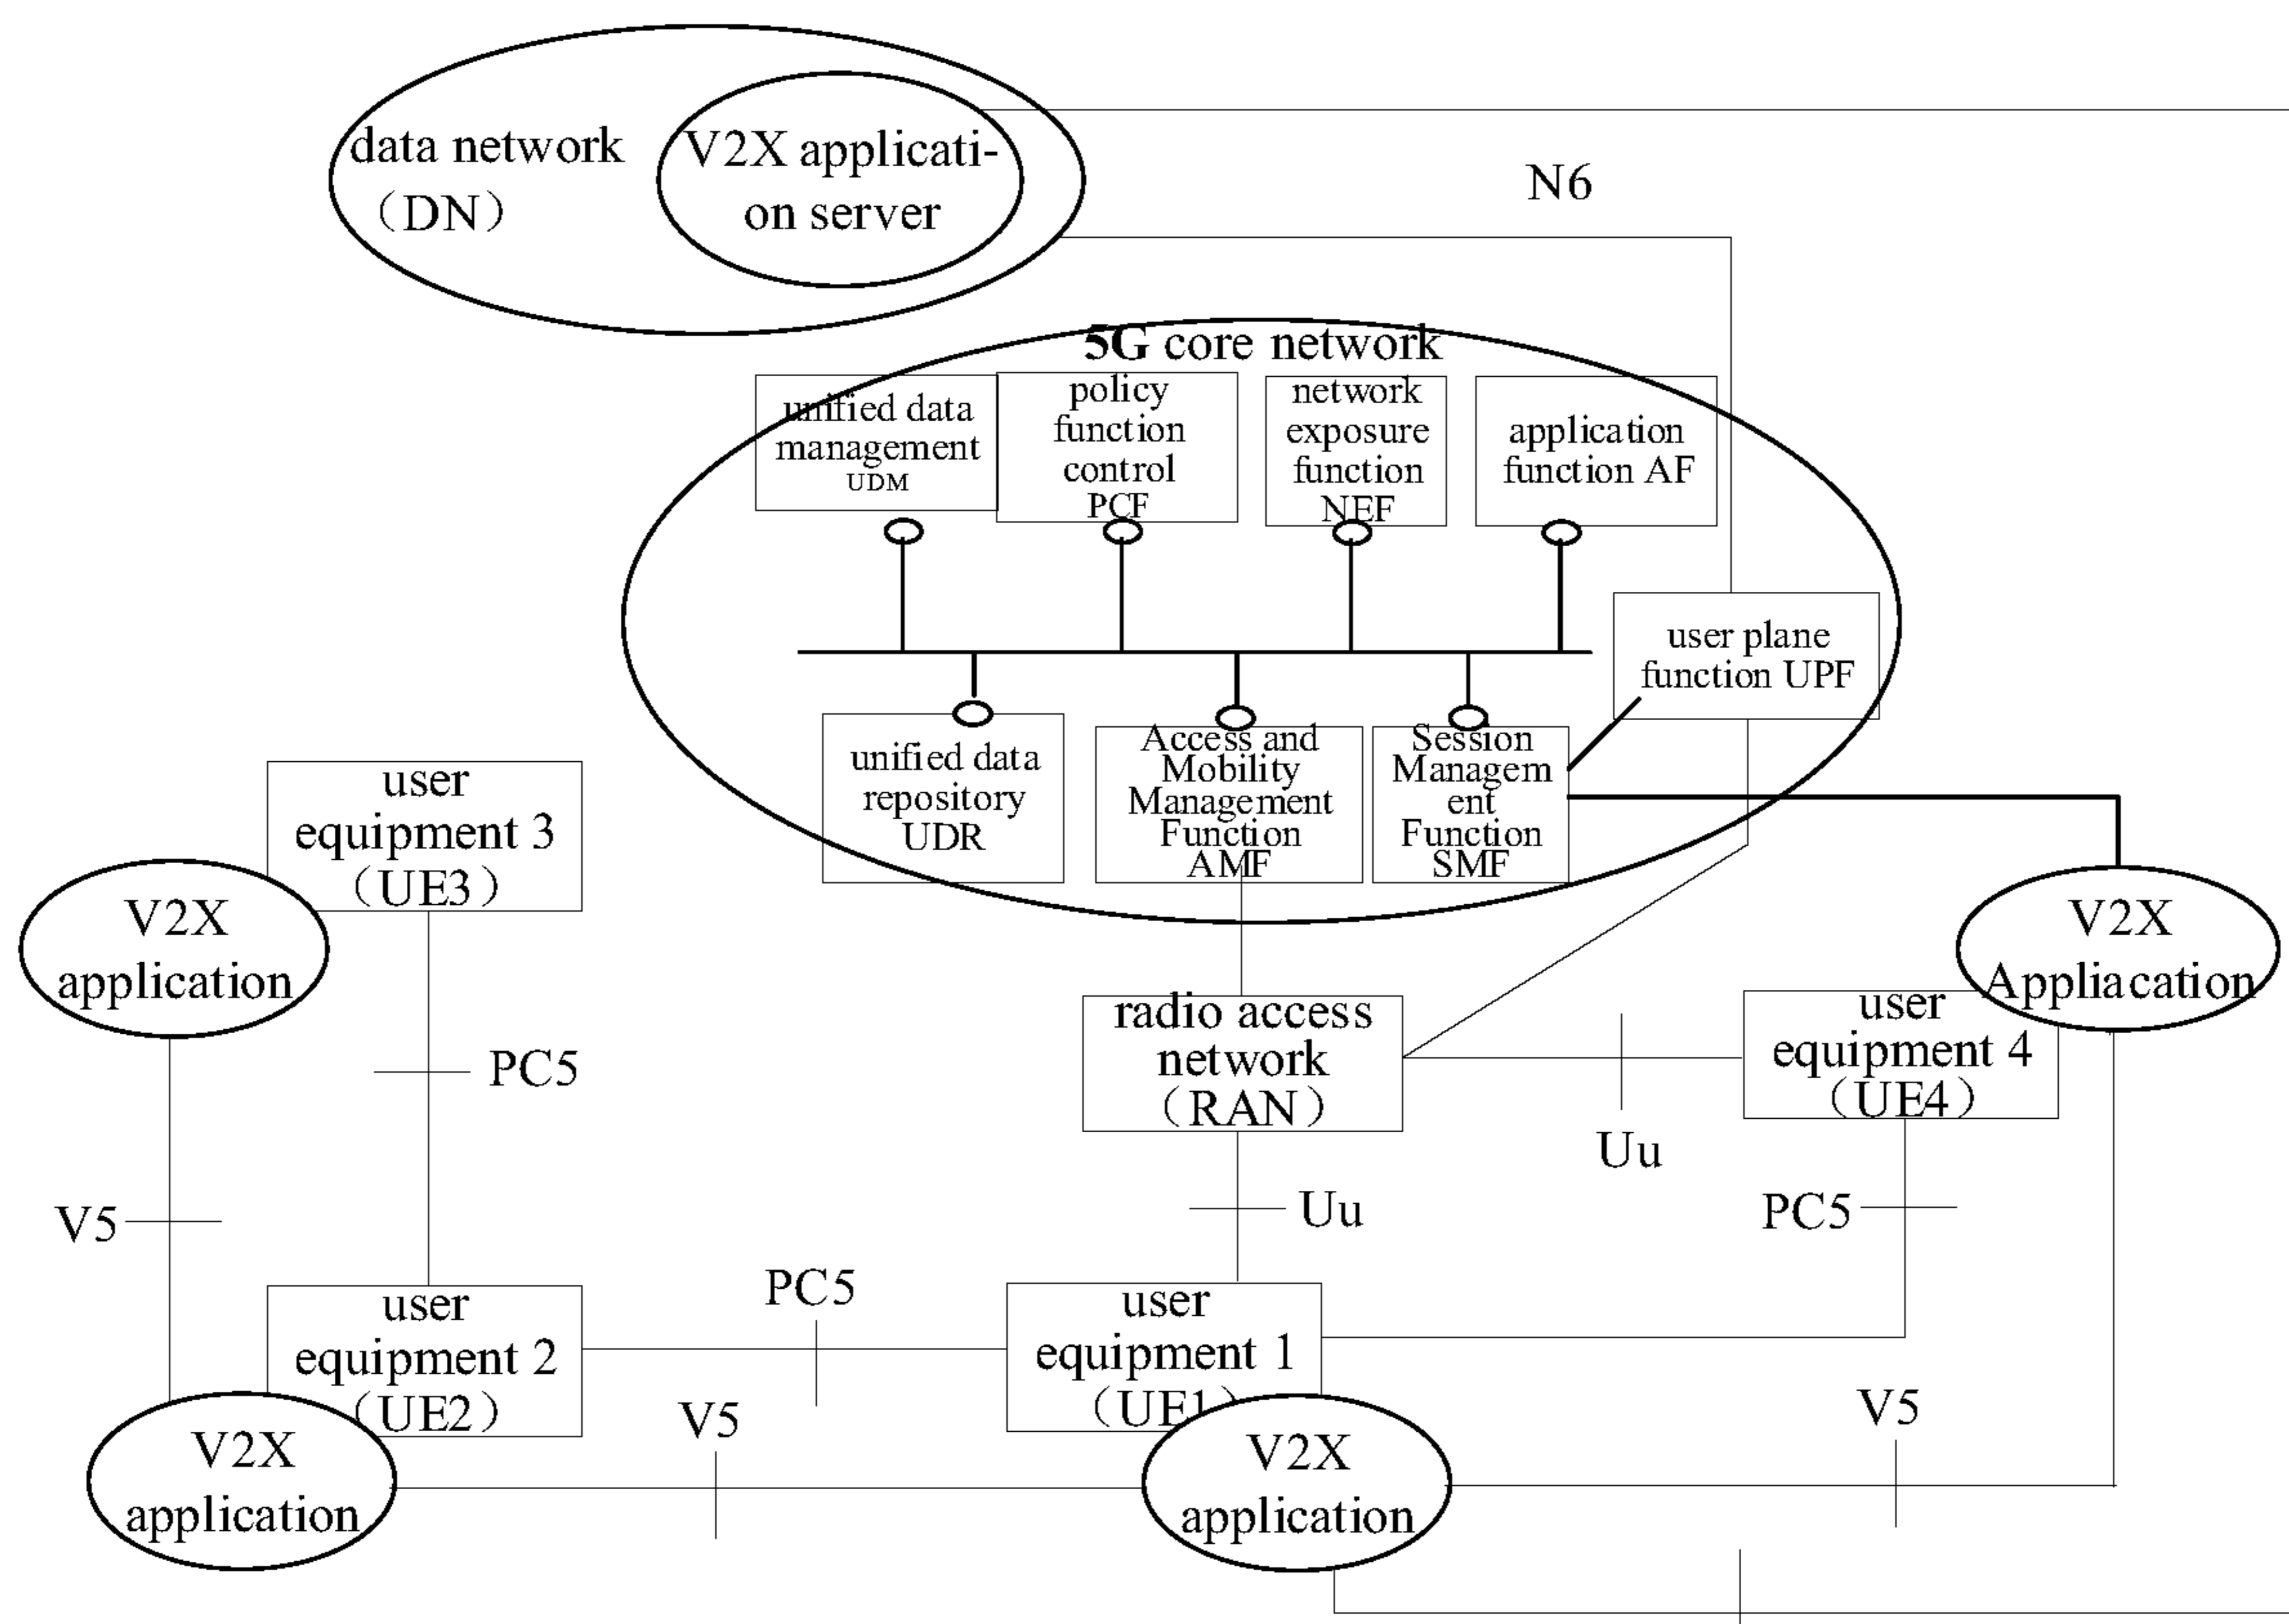 data network
（DN）
V2X applicati-
on server
N6
5G core network
unified data
management
UDM
policy
function
control
PCF
network
exposure
function
NEF
application
function AF
user plane
function UPF
unified data
repository
UDR
Access and
Mobility
Management
Function
AMF
Session
Managem
ent
Function
SMF
user
equipment 3
（UE3）
V2X
application
V2X
Appliacation
radio access
network
（RAN）
user
equipment 4
（UE4）
PC5
Uu
V5
Uu
PC5
PC5
user
equipment 2
（UE2）
user
equipment 1
（UE1）
V5
V5
V2X
application
V2X
application